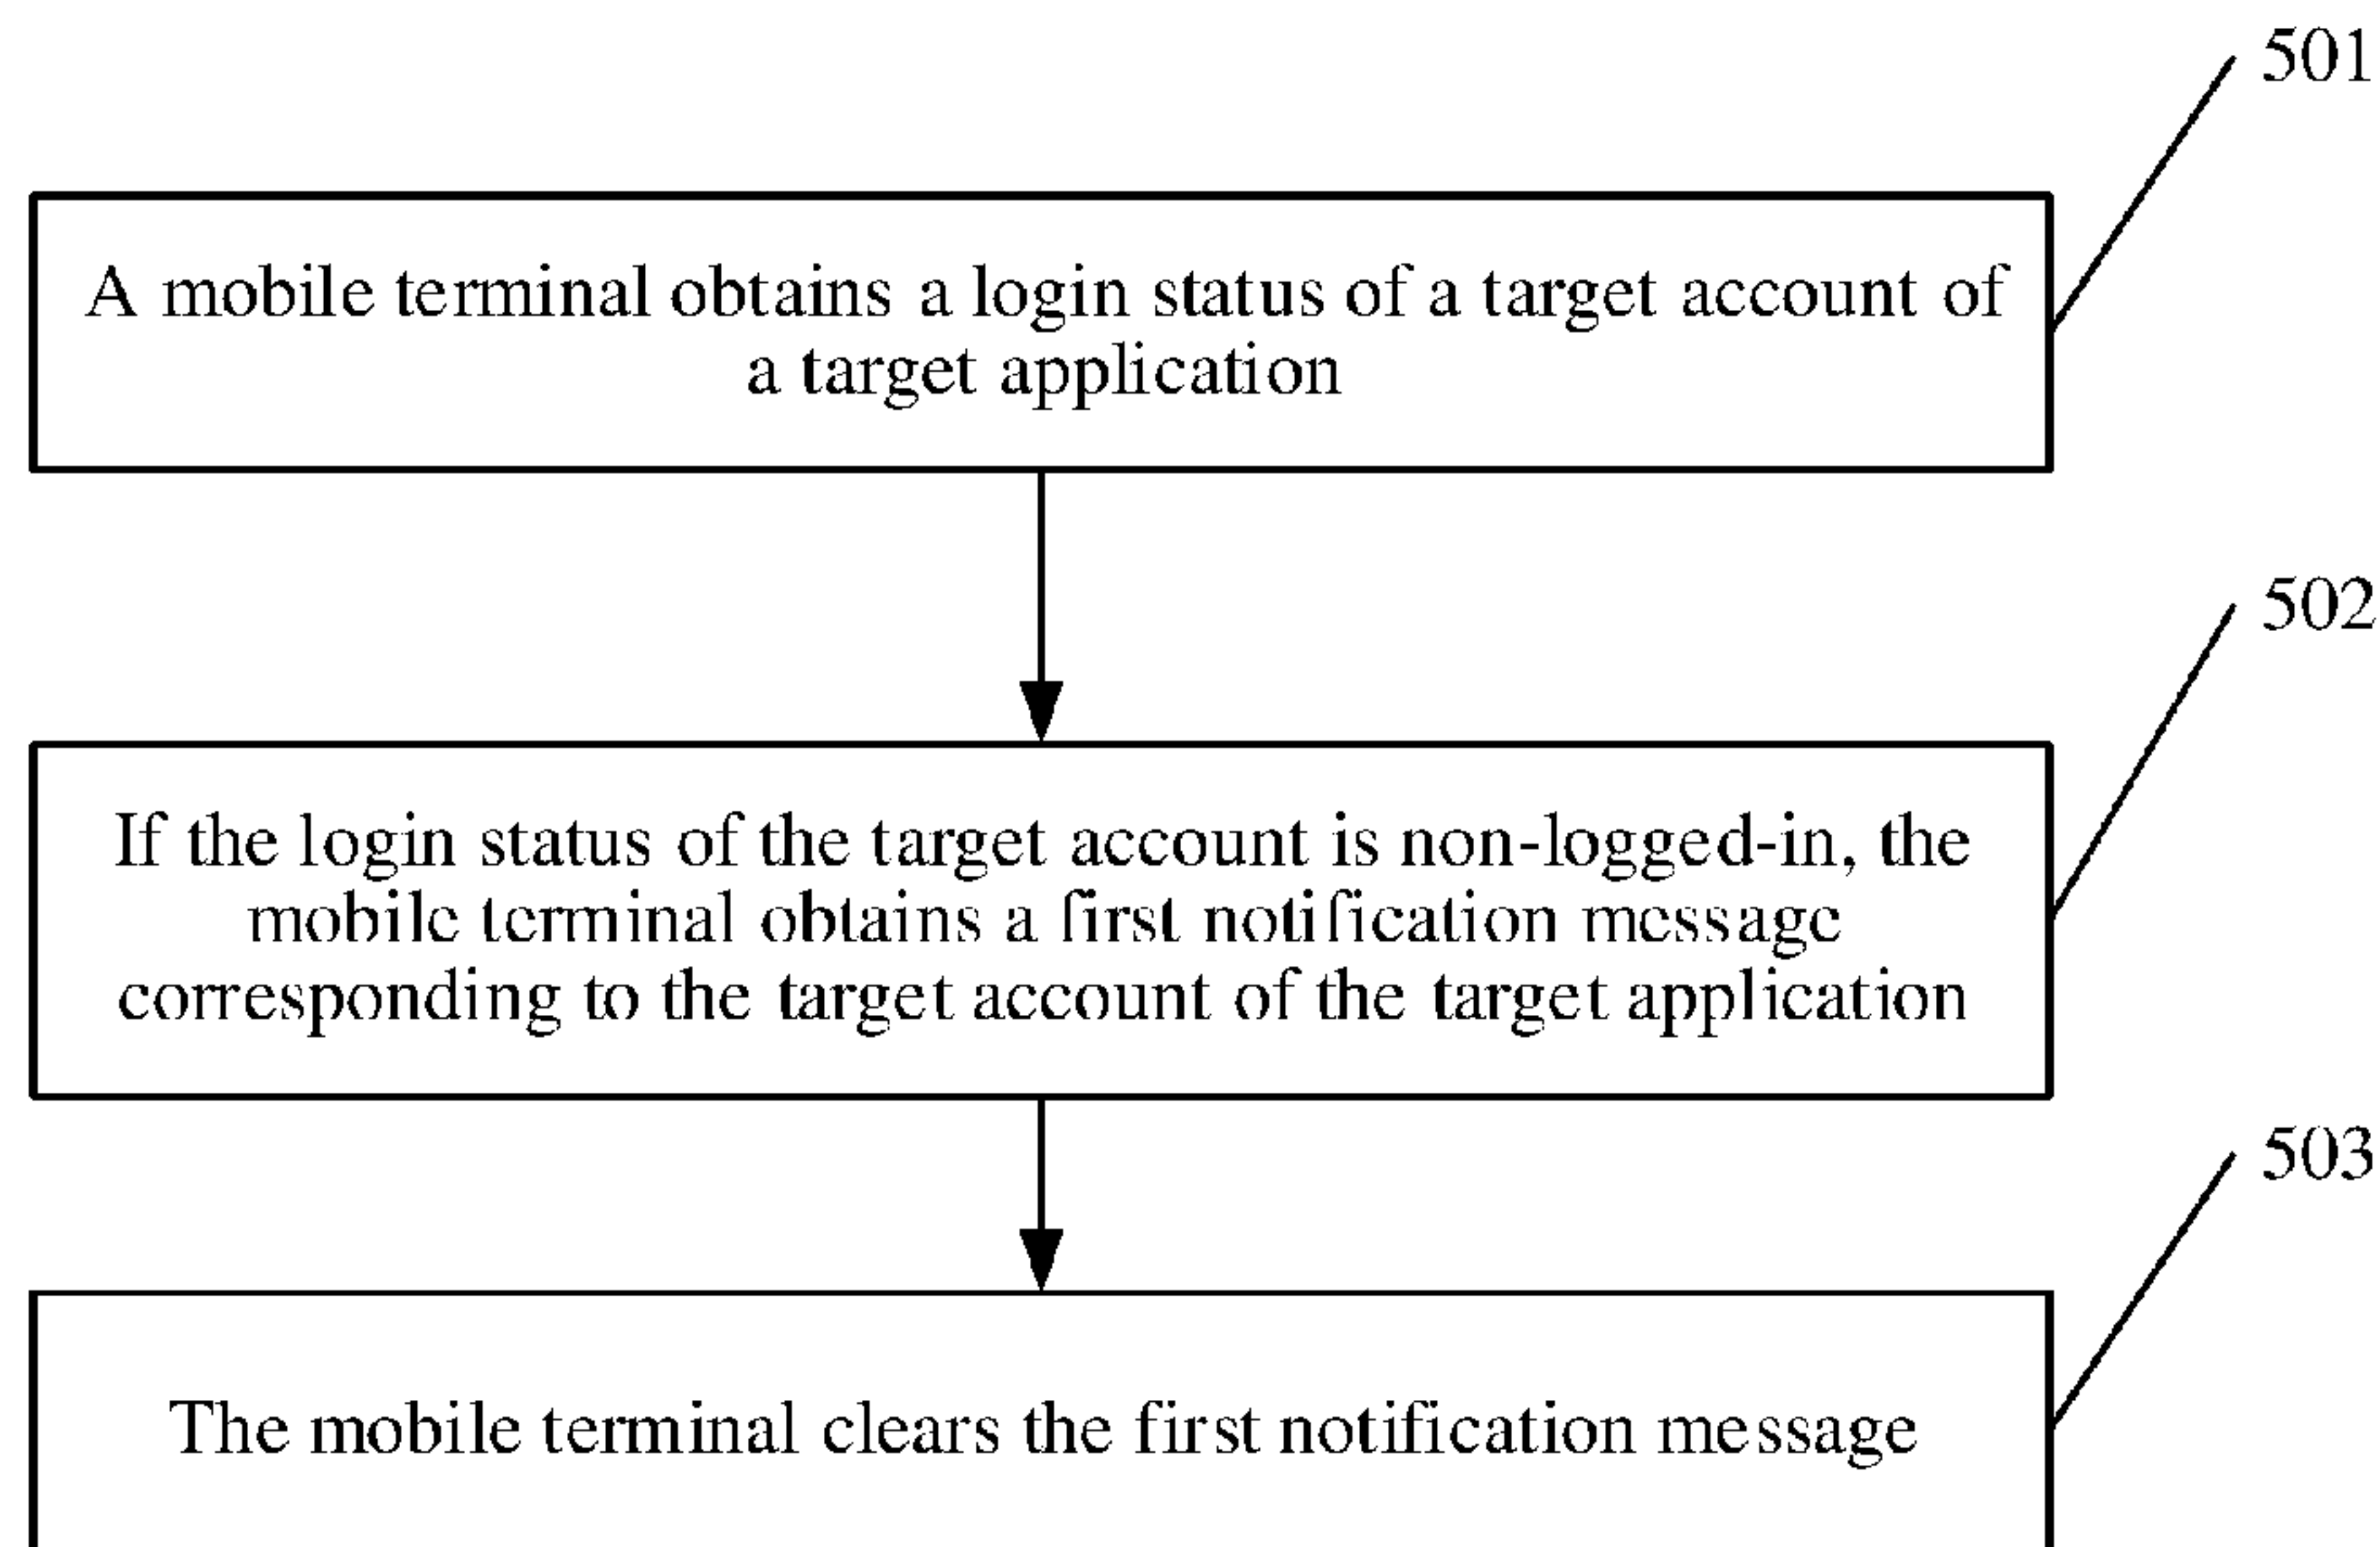 501
A mobile terminal obtains a login status of a target account of
a target application
502
If the login status of the target account is non-logged-in, the
mobile terminal obtains a first notification message
corresponding to the target account of the target application
503
The mobile terminal clears the first notification message